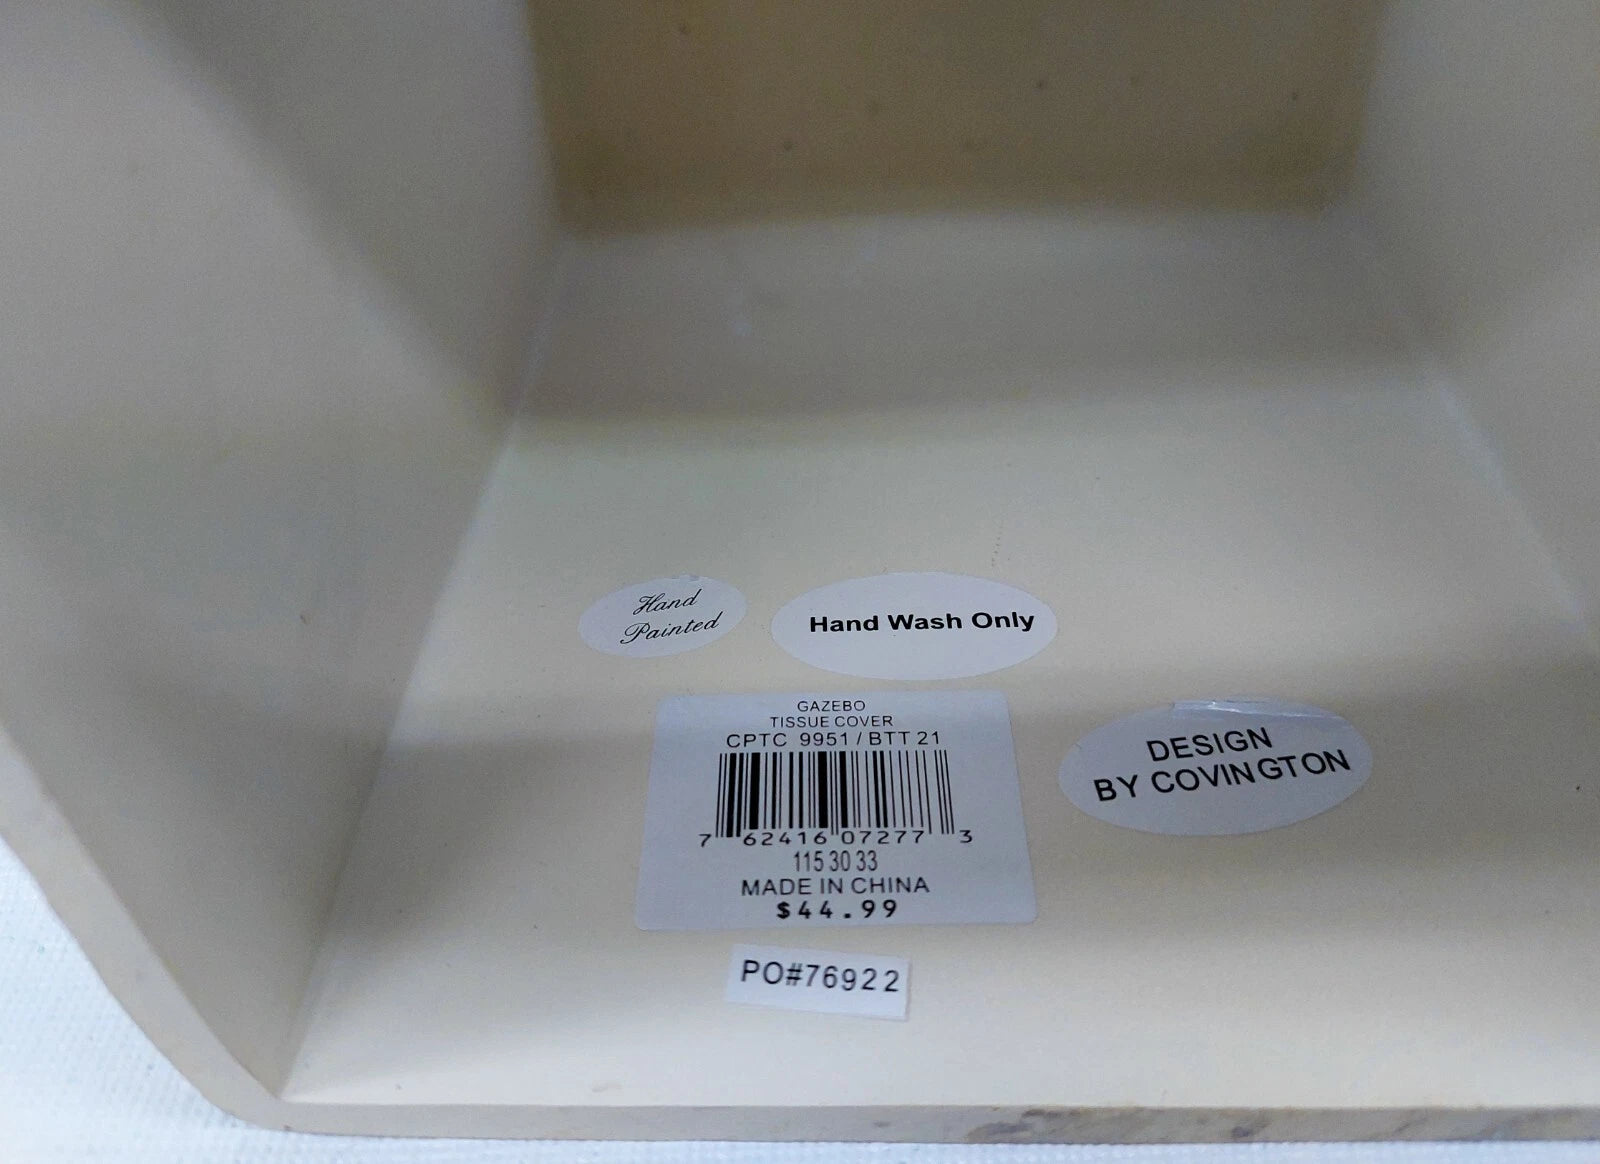 Hand
Painted
Hand Wash Only
GAZEBO
TISSUE COVER
CPTC 9951 / BTT 21
7 62416 07277 3
115 30 33
MADE IN CHINA
$44.99
DESIGN
BY COVINGTON
PO#76922